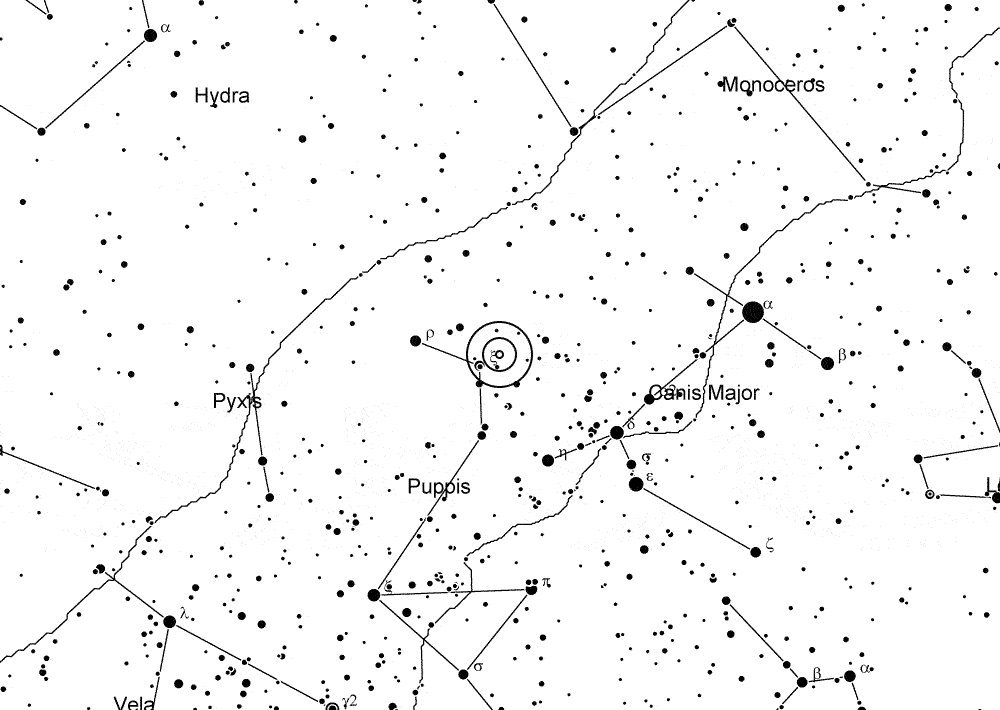 α
Monoceros
Hydra
α
ρ
ξ
β
Canis Major
Pyxis
δ
η
σ
ε
Puppis
ζ
π
ξ
λ
σ
β
α
γ2
Vela